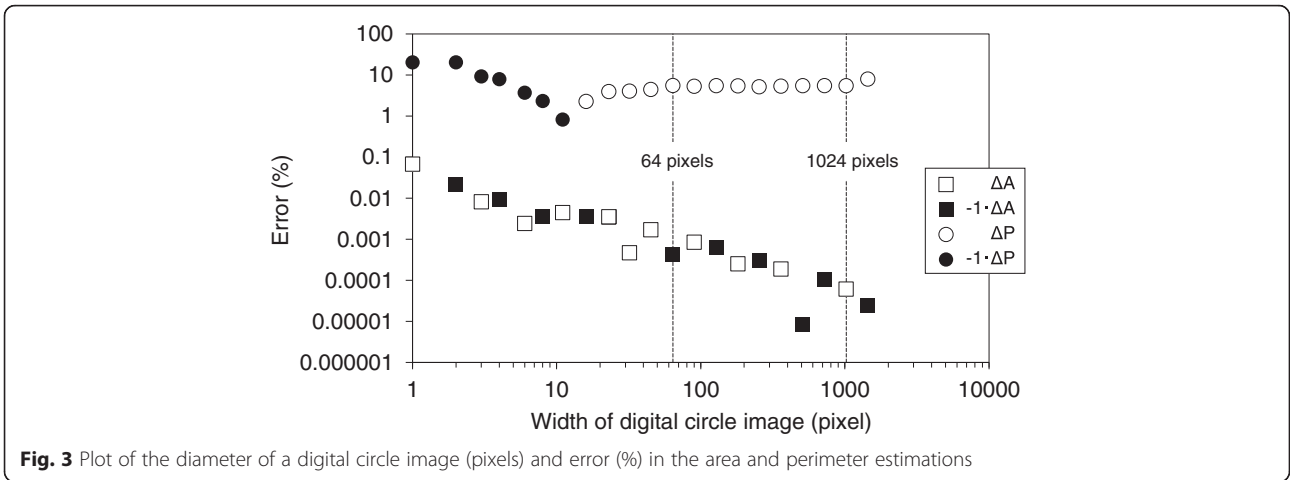 100
10
1
0.1
0.01
0.001
0.0001
0.00001
0.000001
Error (%)
64 pixels
1024 pixels
ΔA
-1·ΔA
ΔP
-1·ΔP
1 10 100 1000 10000
Width of digital circle image (pixel)
Fig. 3 Plot of the diameter of a digital circle image (pixels) and error (%) in the area and perimeter estimations